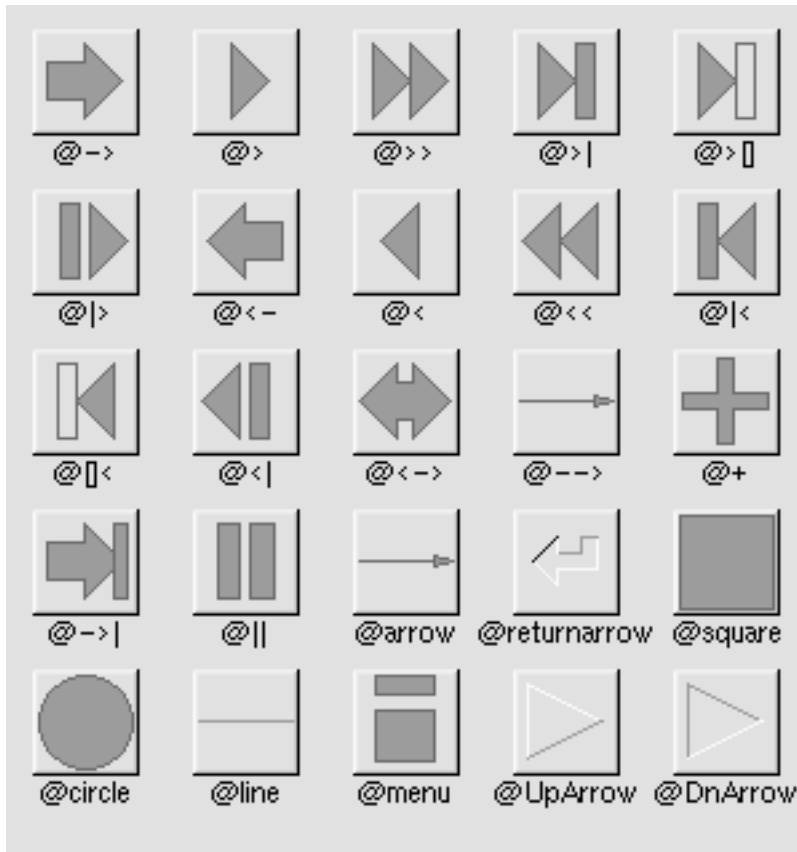 @-> @> @>> @>| @>[]
@|> @<- @< @<< @|<
@[]< @<| @<-> @--> @+
@->| @|| @arrow @returnarrow @square
@circle @line @menu @UpArrow @DnArrow